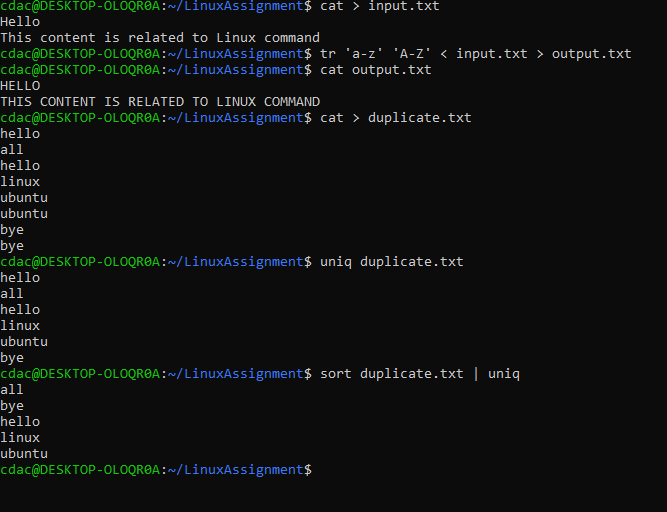 cdac@DESKTOP-OLOQR0A:~/LinuxAssignment$ cat > input.txt
Hello
This content is related to Linux command
cdac@DESKTOP-OLOQR0A:~/LinuxAssignment$ tr 'a-z' 'A-Z' < input.txt > output.txt
cdac@DESKTOP-OLOQR0A:~/LinuxAssignment$ cat output.txt
HELLO
THIS CONTENT IS RELATED TO LINUX COMMAND
cdac@DESKTOP-OLOQR0A:~/LinuxAssignment$ cat > duplicate.txt
hello
all
hello
linux
ubuntu
ubuntu
bye
bye
cdac@DESKTOP-OLOQR0A:~/LinuxAssignment$ uniq duplicate.txt
hello
all
hello
linux
ubuntu
bye
cdac@DESKTOP-OLOQR0A:~/LinuxAssignment$ sort duplicate.txt | uniq
all
bye
hello
linux
ubuntu
cdac@DESKTOP-OLOQR0A:~/LinuxAssignment$